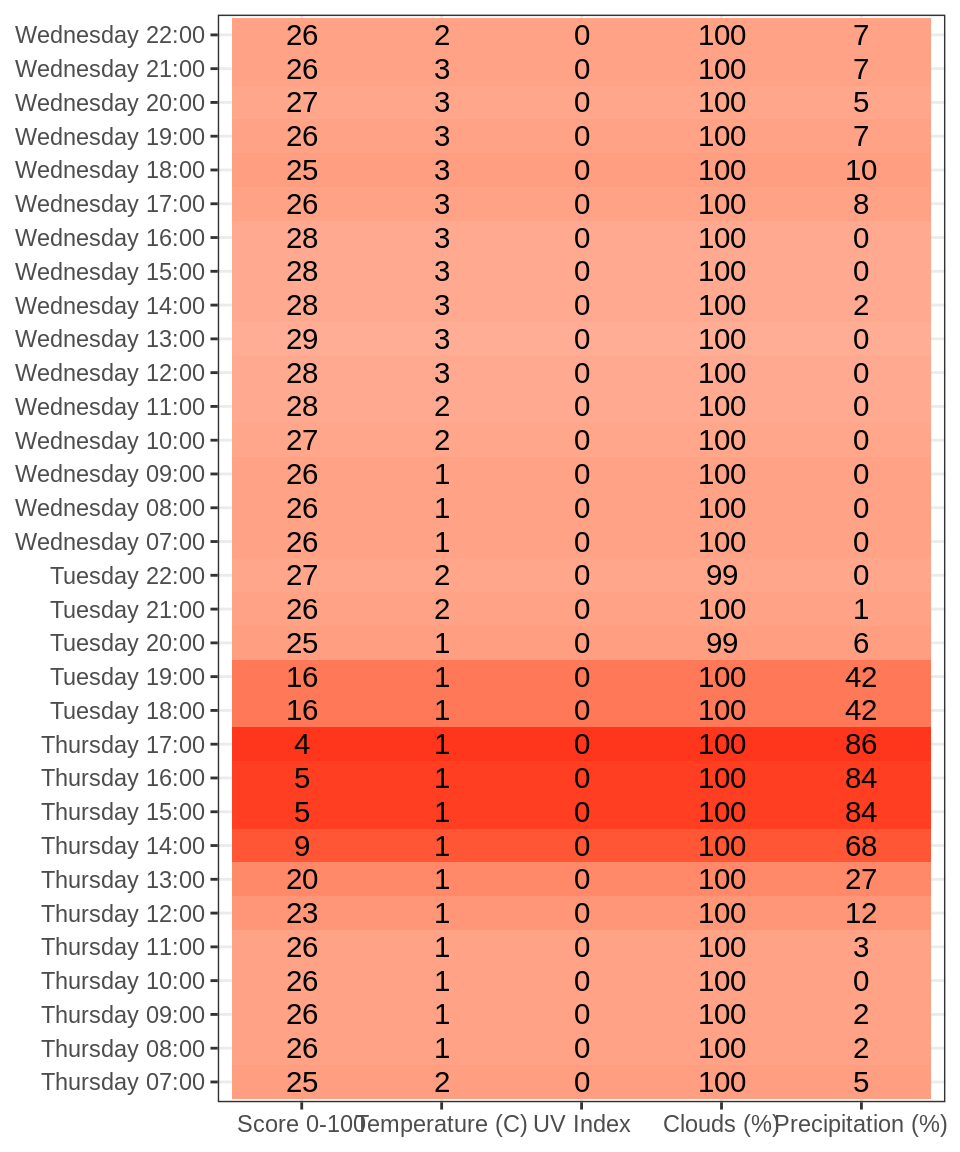 Wednesday 22:00 26 2 0 100 7
Wednesday 21:00 26 3 0 100 7
Wednesday 20:00 27 3 0 100 5
Wednesday 19:00 26 3 0 100 7
Wednesday 18:00 25 3 0 100 10
Wednesday 17:00 26 3 0 100 8
Wednesday 16:00 28 3 0 100 0
Wednesday 15:00 28 3 0 100 0
Wednesday 14:00 28 3 0 100 2
Wednesday 13:00 29 3 0 100 0
Wednesday 12:00 28 3 0 100 0
Wednesday 11:00 28 2 0 100 0
Wednesday 10:00 27 2 0 100 0
Wednesday 09:00 26 1 0 100 0
Wednesday 08:00 26 1 0 100 0
Wednesday 07:00 26 1 0 100 0
Tuesday 22:00 27 2 0 99 0
Tuesday 21:00 26 2 0 100 1
Tuesday 20:00 25 1 0 99 6
Tuesday 19:00 16 1 0 100 42
Tuesday 18:00 16 1 0 100 42
Thursday 17:00 4 1 0 100 86
Thursday 16:00 5 1 0 100 84
Thursday 15:00 5 1 0 100 84
Thursday 14:00 9 1 0 100 68
Thursday 13:00 20 1 0 100 27
Thursday 12:00 23 1 0 100 12
Thursday 11:00 26 1 0 100 3
Thursday 10:00 26 1 0 100 0
Thursday 09:00 26 1 0 100 2
Thursday 08:00 26 1 0 100 2
Thursday 07:00 25 2 0 100 5
Score 0-100 Temperature (C) UV Index Clouds (%) Precipitation (%)